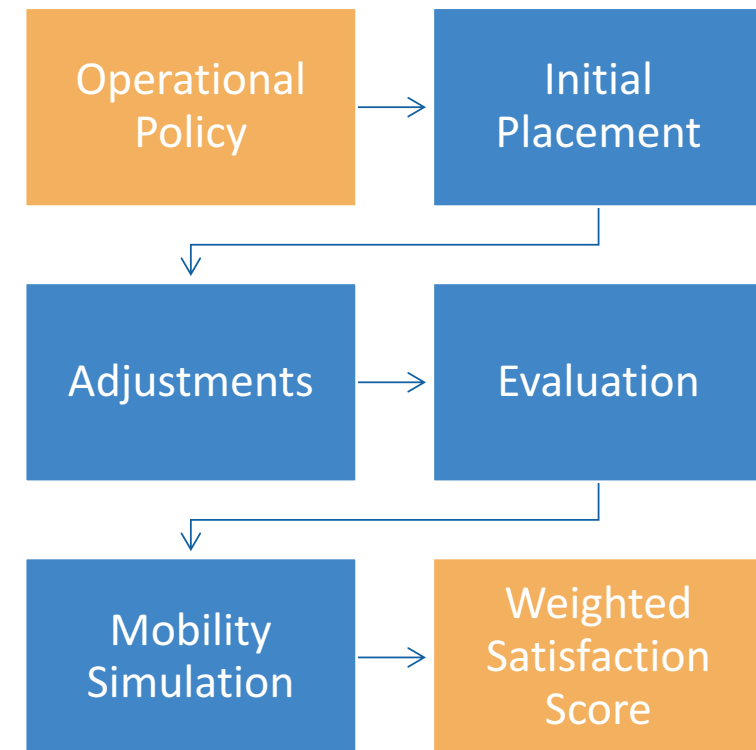 Operational
Policy
Initial
Placement
Adjustments
Evaluation
Mobility
Simulation
Weighted
Satisfaction
Score